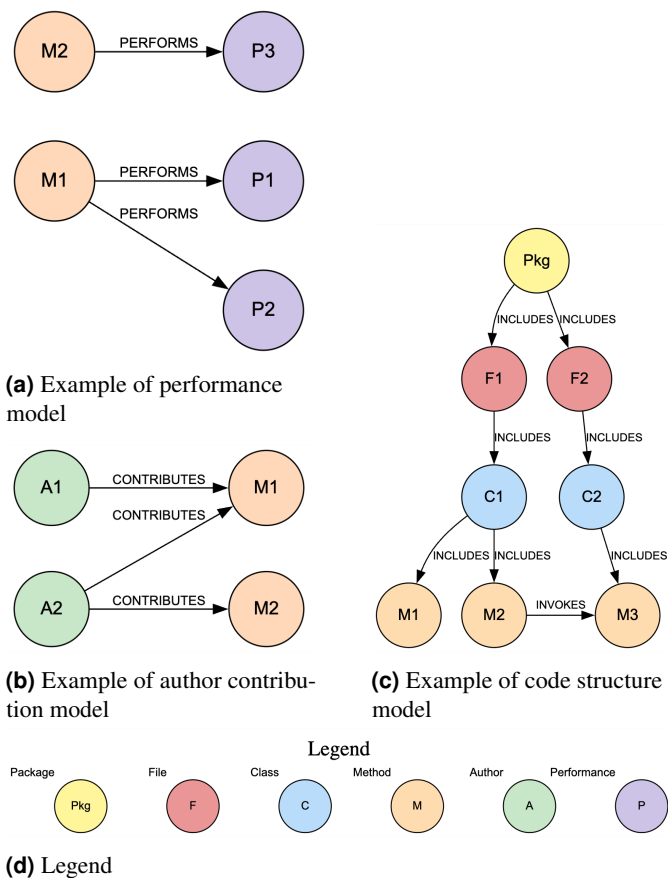 M2
PERFORMS
P3
M1
PERFORMS
P1
PERFORMS
P2
(a) Example of performance
model
A1
CONTRIBUTES
M1
CONTRIBUTES
A2
CONTRIBUTES
M2
(b) Example of author contribu-
tion model
Pkg
INCLUDES
INCLUDES
F1
F2
INCLUDES
INCLUDES
C1
C2
INCLUDES
INCLUDES
INCLUDES
M1
M2
INVOKES
M3
(c) Example of code structure
model
Legend
Package
File
Class
Method
Author
Performance
Pkg
F
C
M
A
P
(d) Legend